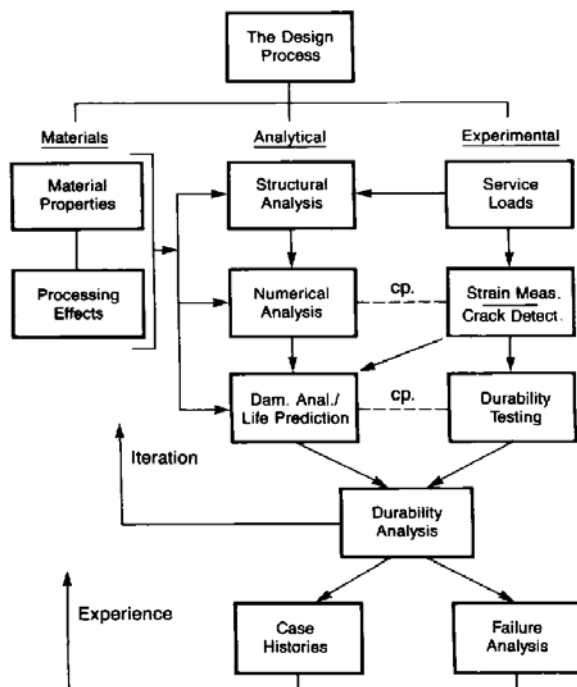 The Design
Process
Materials
Analytical
Experimental
Material
Properties
Structural
Analysis
Service
Loads
Processing
Effects
Numerical
Analysis
cp.
Strain Meas.
Crack Detect.
Dam. Anal./
Life Prediction
cp.
Durability
Testing
Iteration
Durability
Analysis
Experience
Case
Histories
Failure
Analysis